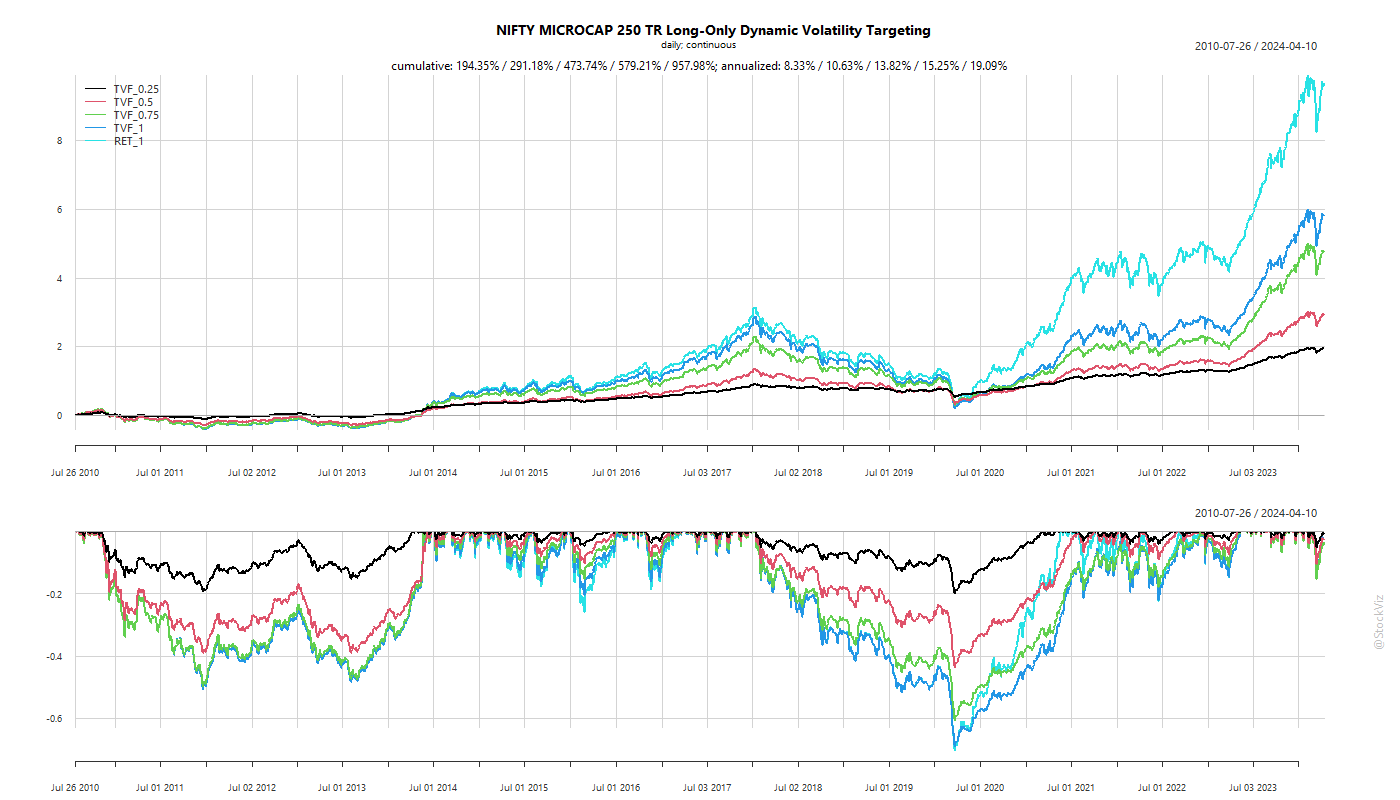 NIFTY MICROCAP 250 TR Long-Only Dynamic Volatility Targeting
daily; continuous
2010-07-26 / 2024-04-10
cumulative: 194.35% / 291.18% / 473.74% / 579.21% / 957.98%; annualized: 8.33% / 10.63% / 13.82% / 15.25% / 19.09%
TVF_0.25
TVF_0.5
TVF_0.75
TVF_1
RET_1
8
6
4
2
0
Jul 26 2010 Jul 01 2011 Jul 02 2012 Jul 01 2013 Jul 01 2014 Jul 01 2015 Jul 01 2016 Jul 03 2017 Jul 02 2018 Jul 01 2019 Jul 01 2020 Jul 01 2021 Jul 01 2022 Jul 03 2023
2010-07-26 / 2024-04-10
-0.2
-0.4
-0.6
Jul 26 2010 Jul 01 2011 Jul 02 2012 Jul 01 2013 Jul 01 2014 Jul 01 2015 Jul 01 2016 Jul 03 2017 Jul 02 2018 Jul 01 2019 Jul 01 2020 Jul 01 2021 Jul 01 2022 Jul 03 2023
@StockViz